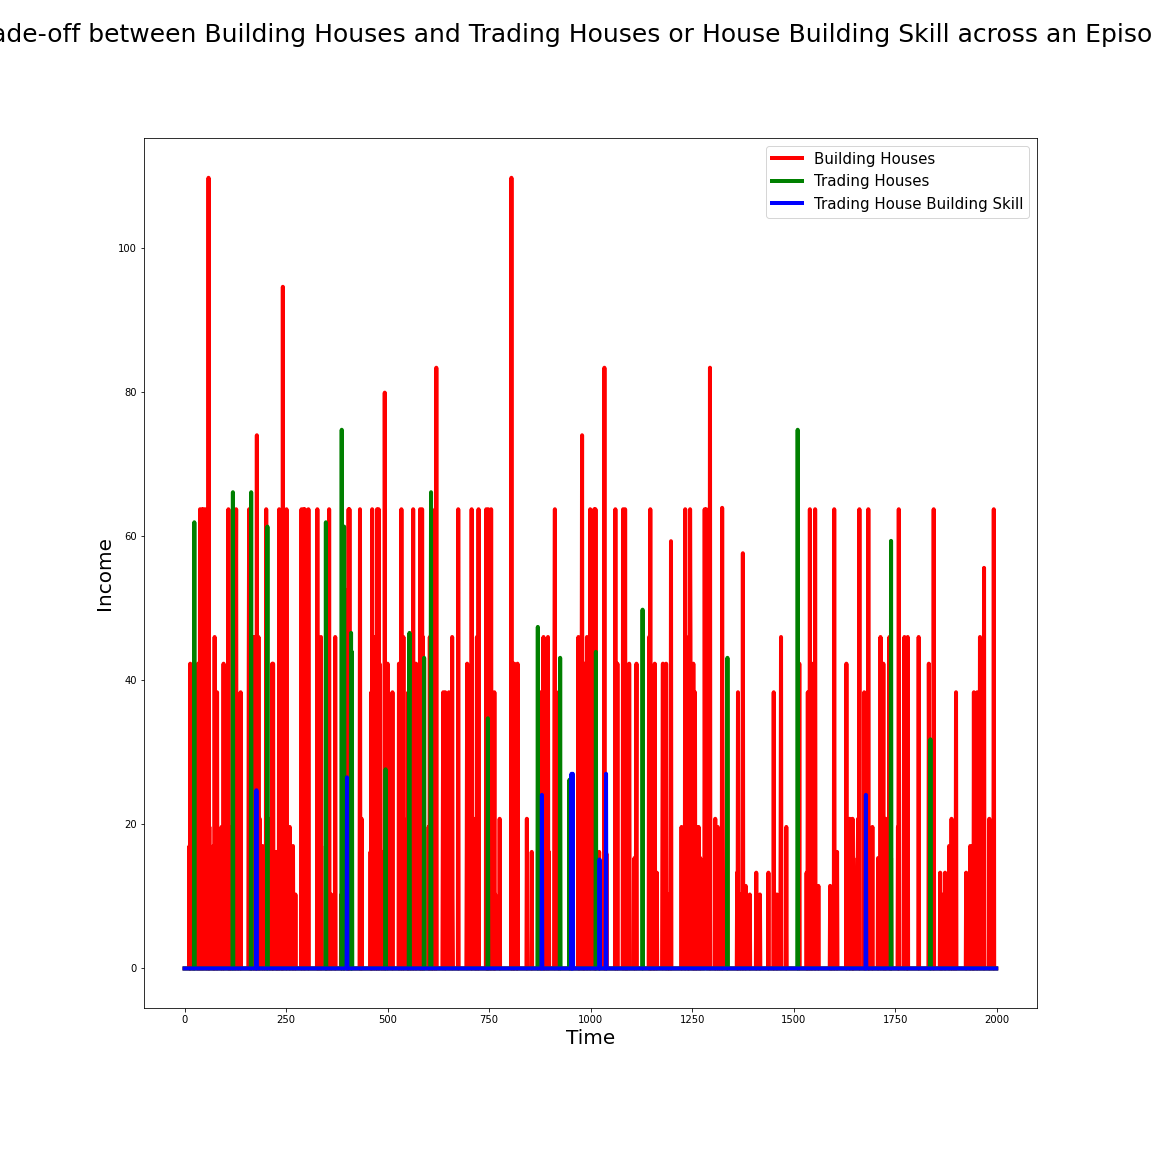 ade-off between Building Houses and Trading Houses or House Building Skill across an Episo
Building Houses
Trading Houses
Trading House Building Skill
100
80
60
40
20
0
Income
0 250 500 750 1000 1250 1500 1750 2000
Time